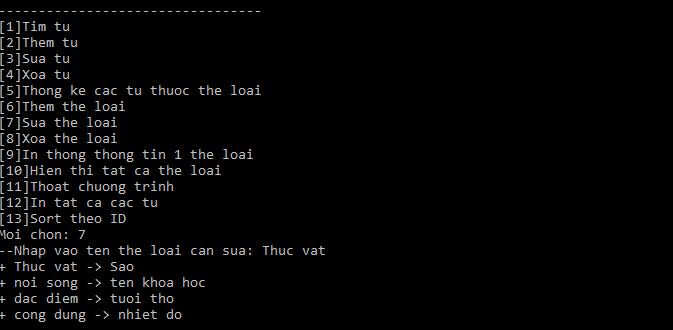 ---------------------------------
[1]Tim tu
[2]Them tu
[3]Sua tu
[4]Xoa tu
[5]Thong ke cac tu thuoc the loai
[6]Them the loai
[7]Sua the loai
[8]Xoa the loai
[9]In thong thong tin 1 the loai
[10]Hien thi tat ca the loai
[11]Thoat chuong trinh
[12]In tat ca cac tu
[13]Sort theo ID
Moi chon: 7
--Nhap vao ten the loai can sua: Thuc vat
+ Thuc vat -> Sao
+ noi song -> ten khoa hoc
+ dac diem -> tuoi tho
+ cong dung -> nhiet do